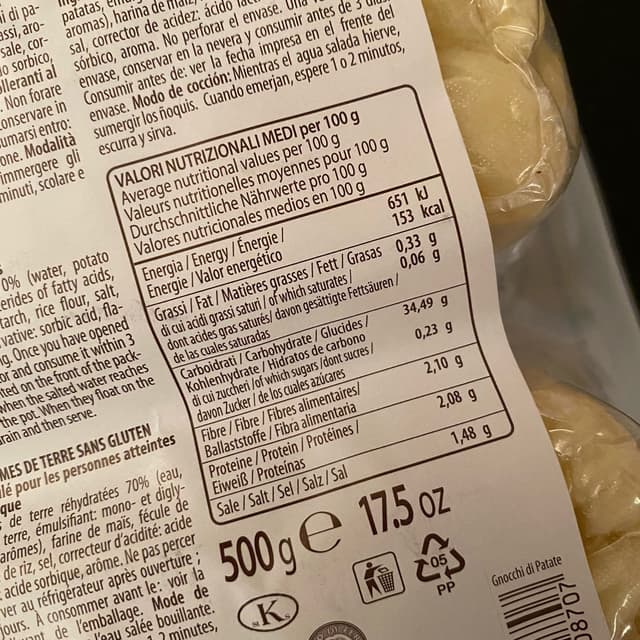 patatas,
aromas), harina de maíz,
sal, corrector de acidez: ácido
sórbico, aroma. No perforar el envase. Una vez
envase, conservar en la nevera y consumir antes de 3 días
Consumir antes de: ver la fecha impresa en el frente del
envase. Modo de cocción: Mientras el agua salada hierve,
sumergir los ñoquis. Cuando emerjan, espere 1 o 2 minutos,
escurra y sirva.
sale, cor-
sorbico,
Non forare
conservare in
entro:
one. Modalità
immergere gli
minuti, scolare e
VALORI NUTRIZIONALI MEDI per 100 g
Average nutritional values per 100 g
Valeurs nutritionelles moyennes pour 100 g
Durchschnittliche Nährwerte pro 100 g
Valores nutricionales medios en 100 g
Energia / Energy / Énergie / 651 kJ
Energie / Valor energético 153 kcal
Grassi / Fat / Matières grasses / Fett / Grasas 0,33 g
di cui acidi grassi saturi / of which saturates / 0,06 g
dont acides gras saturés / davon gesättigte Fettsäuren /
de las cuales saturadas
Carboidrati / Carbohydrate / Glucides / 34,49 g
Kohlenhydrate / Hidratos de carbono
di cui zuccheri / of which sugars / dont sucres / 0,23 g
davon Zucker / de los cuales azúcares
Fibre / Fibre / Fibres alimentaires / 2,10 g
Ballaststoffe / Fibra alimentaria
Proteine / Protein / Protéines / 2,08 g
Eiweiß / Proteínas
Sale / Salt / Sel / Salz / Sal 1,48 g
0% (water, potato
erides of fatty acids,
tarch, rice flour, salt,
vative: sorbic acid, fla-
ng. Once you have opened
or and consume it within 3
ted on the front of the pack-
when the salted water reaches
the pot. When they float on the
rain and then serve.
MES DE TERRE SANS GLUTEN
lé pour les personnes atteintes
que
de terre réhydratées 70% (eau,
terre, émulsifiant: mono- et digly-
arômes), farine de maïs, fécule de
de riz), sel, correcteur d'acidité: acide
acide sorbique, arôme. Ne pas percer
ver au réfrigérateur après ouverture ;
jours. À consommer avant le: voir la
de l'emballage. Mode de
l'eau salée bouillante.
2 minutes,
500 g e 17.5 OZ
K
05
PP
Gnocchi di Patate
08707